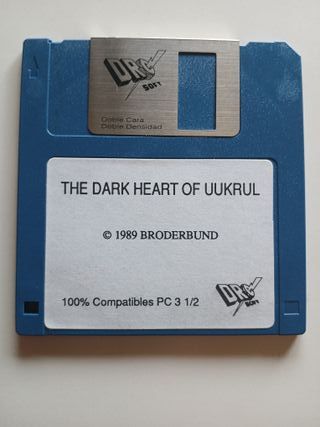 DRO
SOFT
Doble Cara
Doble Densidad
THE DARK HEART OF UUKRUL
© 1989 BRODERBUND
100% Compatibles PC 3 1/2
DRO
SOFT